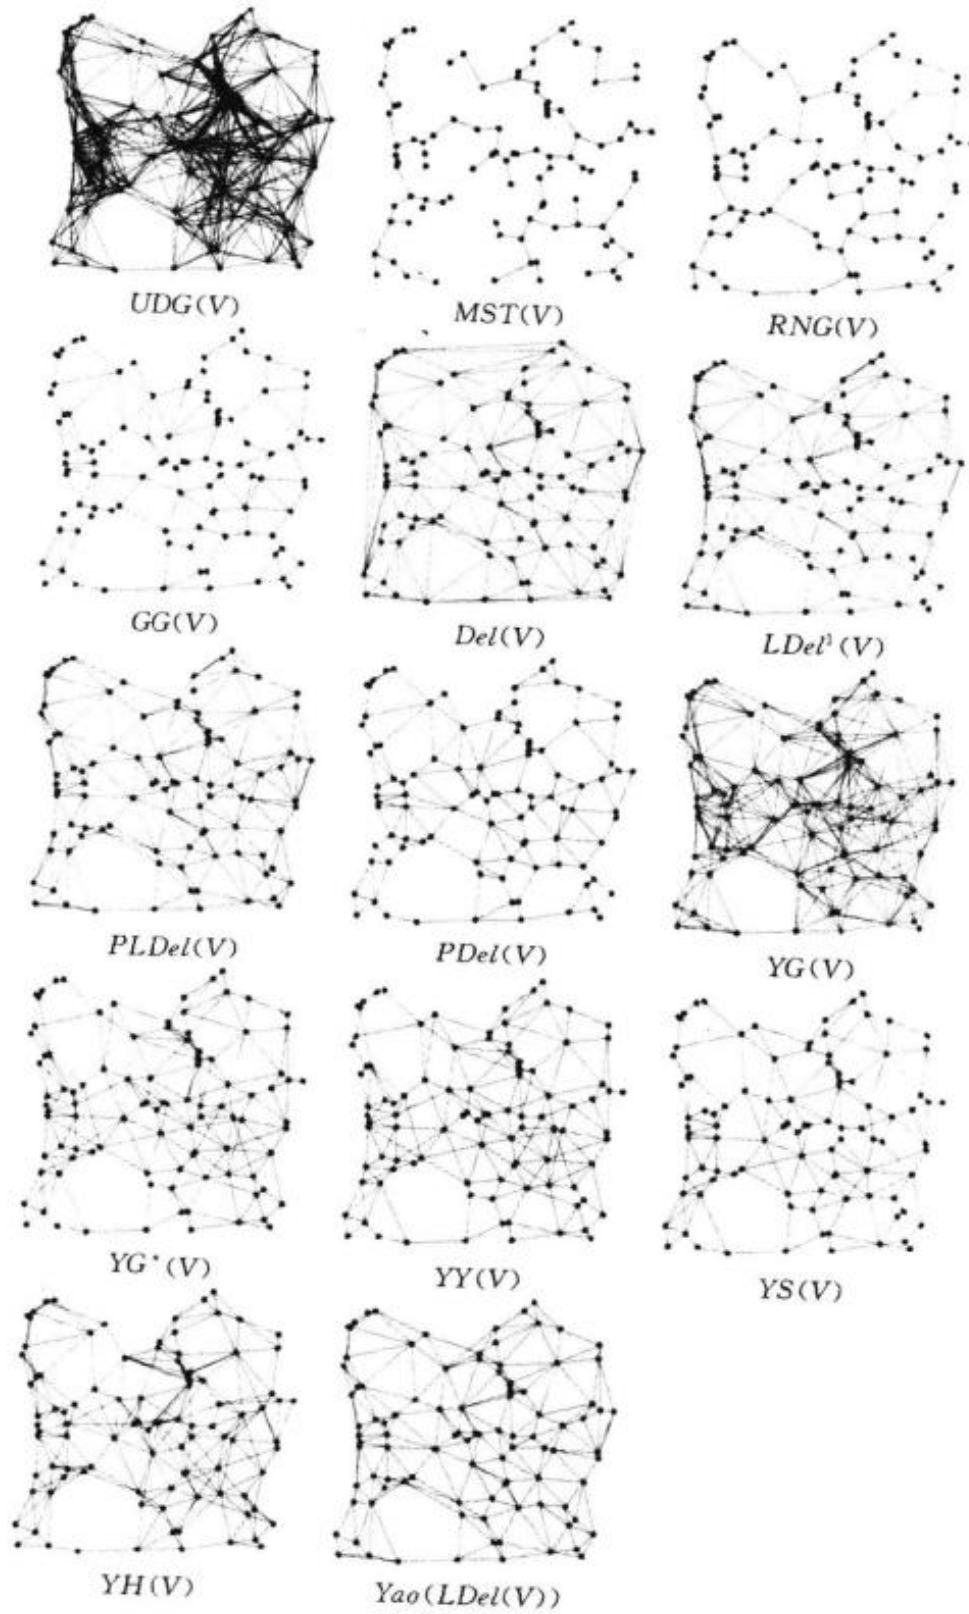 UDG(V)
MST(V)
RNG(V)
GG(V)
Del(V)
LDel¹(V)
PLDel(V)
PDel(V)
YG(V)
YG*(V)
YY(V)
YS(V)
YH(V)
Yao(LDel(V))